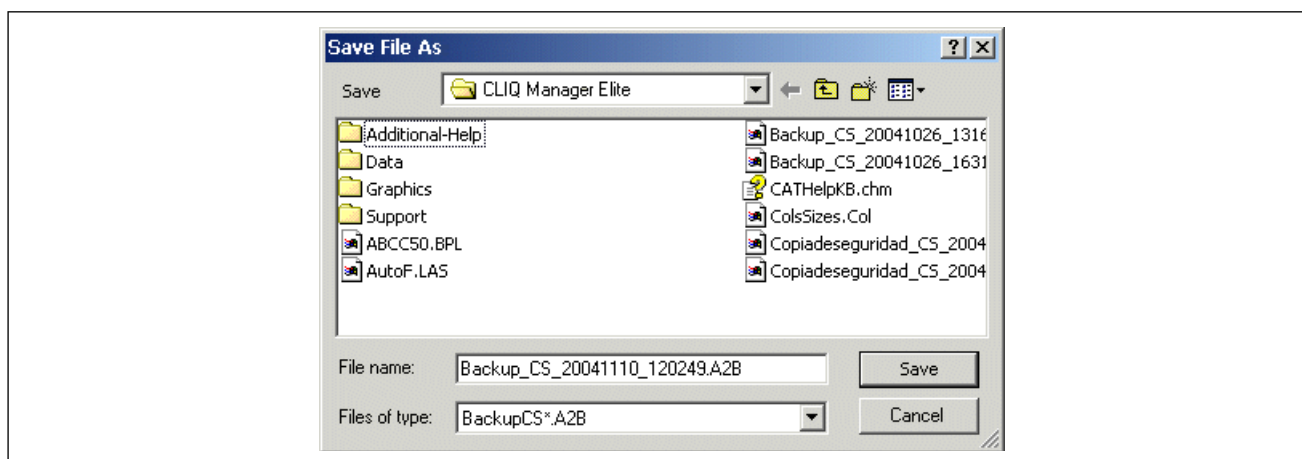 Save File As
Save
CLIQ Manager Elite
Additional-Help
Data
Graphics
Support
ABCC50.BPL
AutoF.LAS
Backup_CS_20041026_1316
Backup_CS_20041026_1631
CATHelpKB.chm
ColsSizes.Col
Copiadeseguridad_CS_2004
Copiadeseguridad_CS_2004
File name:
Backup_CS_20041110_120249.A2B
Save
Files of type:
BackupCS*.A2B
Cancel